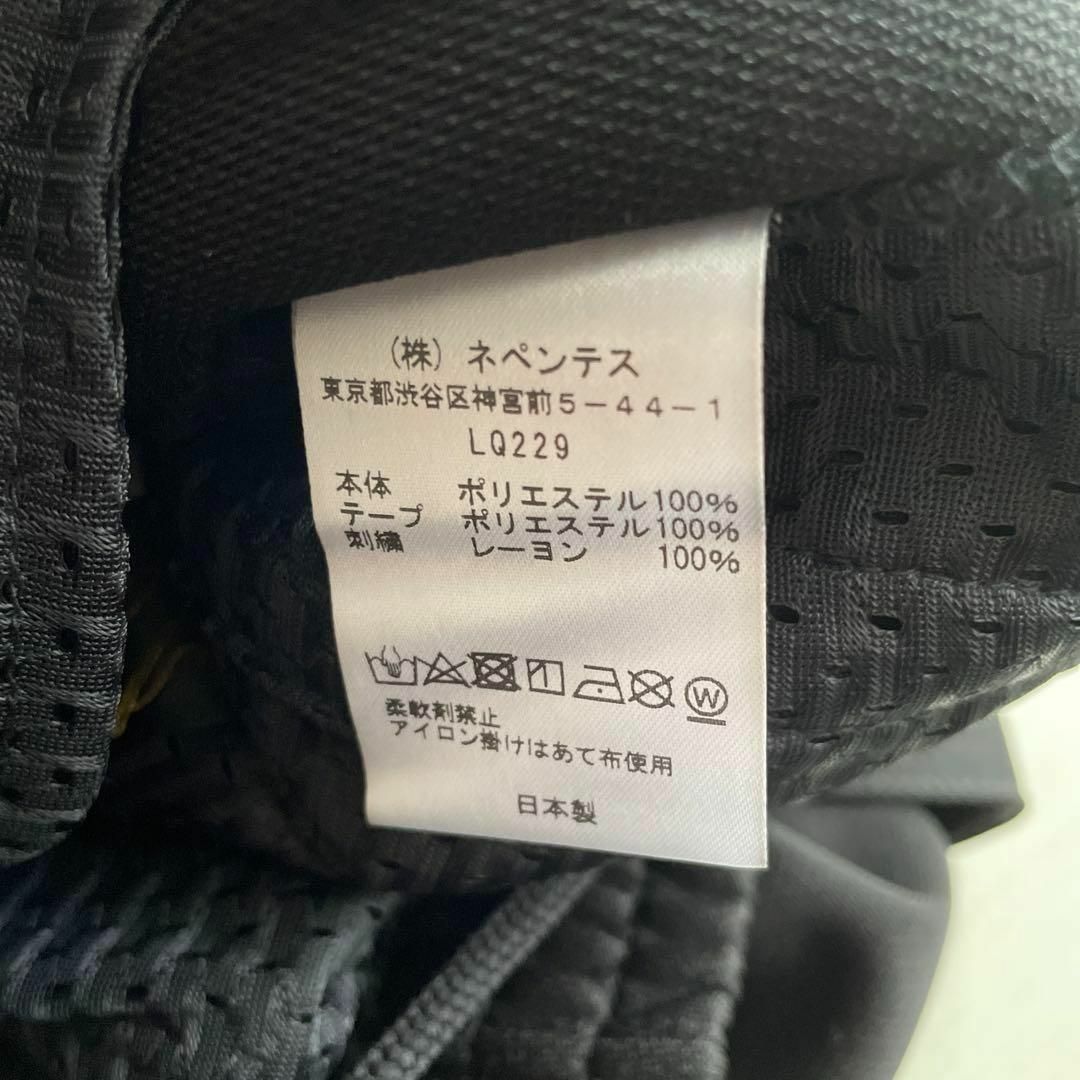 (株) ネペンテス
東京都渋谷区神宮前5-44-1
LQ229
本体 ポリエステル100%
テープ ポリエステル100%
刺繍 レーヨン 100%
W
柔軟剤禁止
アイロン掛けはあて布使用
日本製